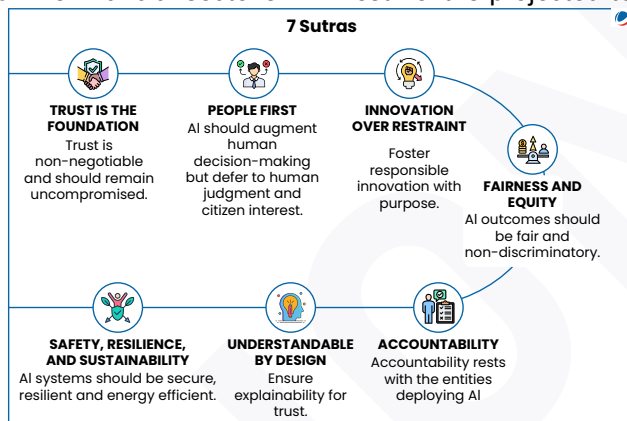 7 Sutras
TRUST IS THE
FOUNDATION
Trust is
non-negotiable
and should remain
uncompromised.
PEOPLE FIRST
AI should augment
human
decision-making
but defer to human
judgment and
citizen interest.
INNOVATION
OVER RESTRAINT
Foster
responsible
innovation with
purpose.
FAIRNESS AND
EQUITY
AI outcomes should
be fair and
non-discriminatory.
SAFETY, RESILIENCE,
AND SUSTAINABILITY
AI systems should be secure,
resilient and energy efficient.
UNDERSTANDABLE
BY DESIGN
Ensure
explainability for
trust.
ACCOUNTABILITY
Accountability rests
with the entities
deploying AI